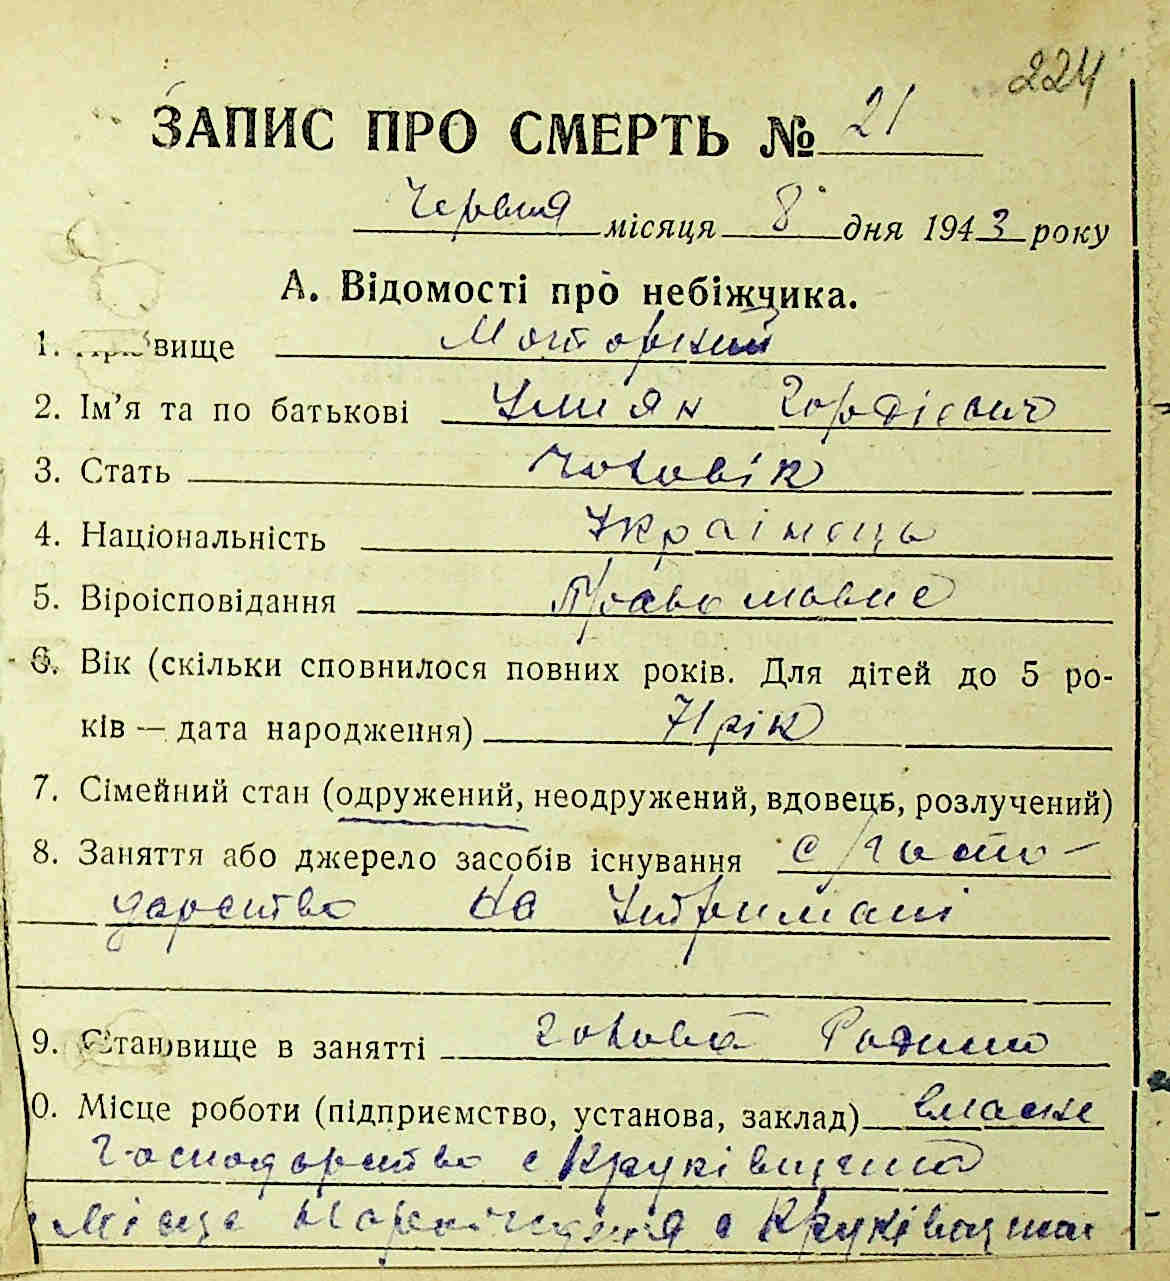 224
ЗАПИС ПРО СМЕРТЬ № 21
Червня місяця 8 дня 1943 року
А. Відомості про небіжчика.
1. вище Моторний
2. Ім’я та по батькові Гордієвич
3. Стать Чоловік
4. Національність Українець
5. Віроісповідання Православне
6. Вік (скільки сповнилося повних років. Для дітей до 5 ро-
ків — дата народження) 71 рік
7. Сімейний стан (одружений, неодружений, вдовець, розлучений)
8. Заняття або джерело засобів існування с/госпо-
дарство на утримані
9. Становище в занятті Голова Родини
0. Місце роботи (підприємство, установа, заклад) власне
Господарство с Круківщина
Місце народження с Круківщина